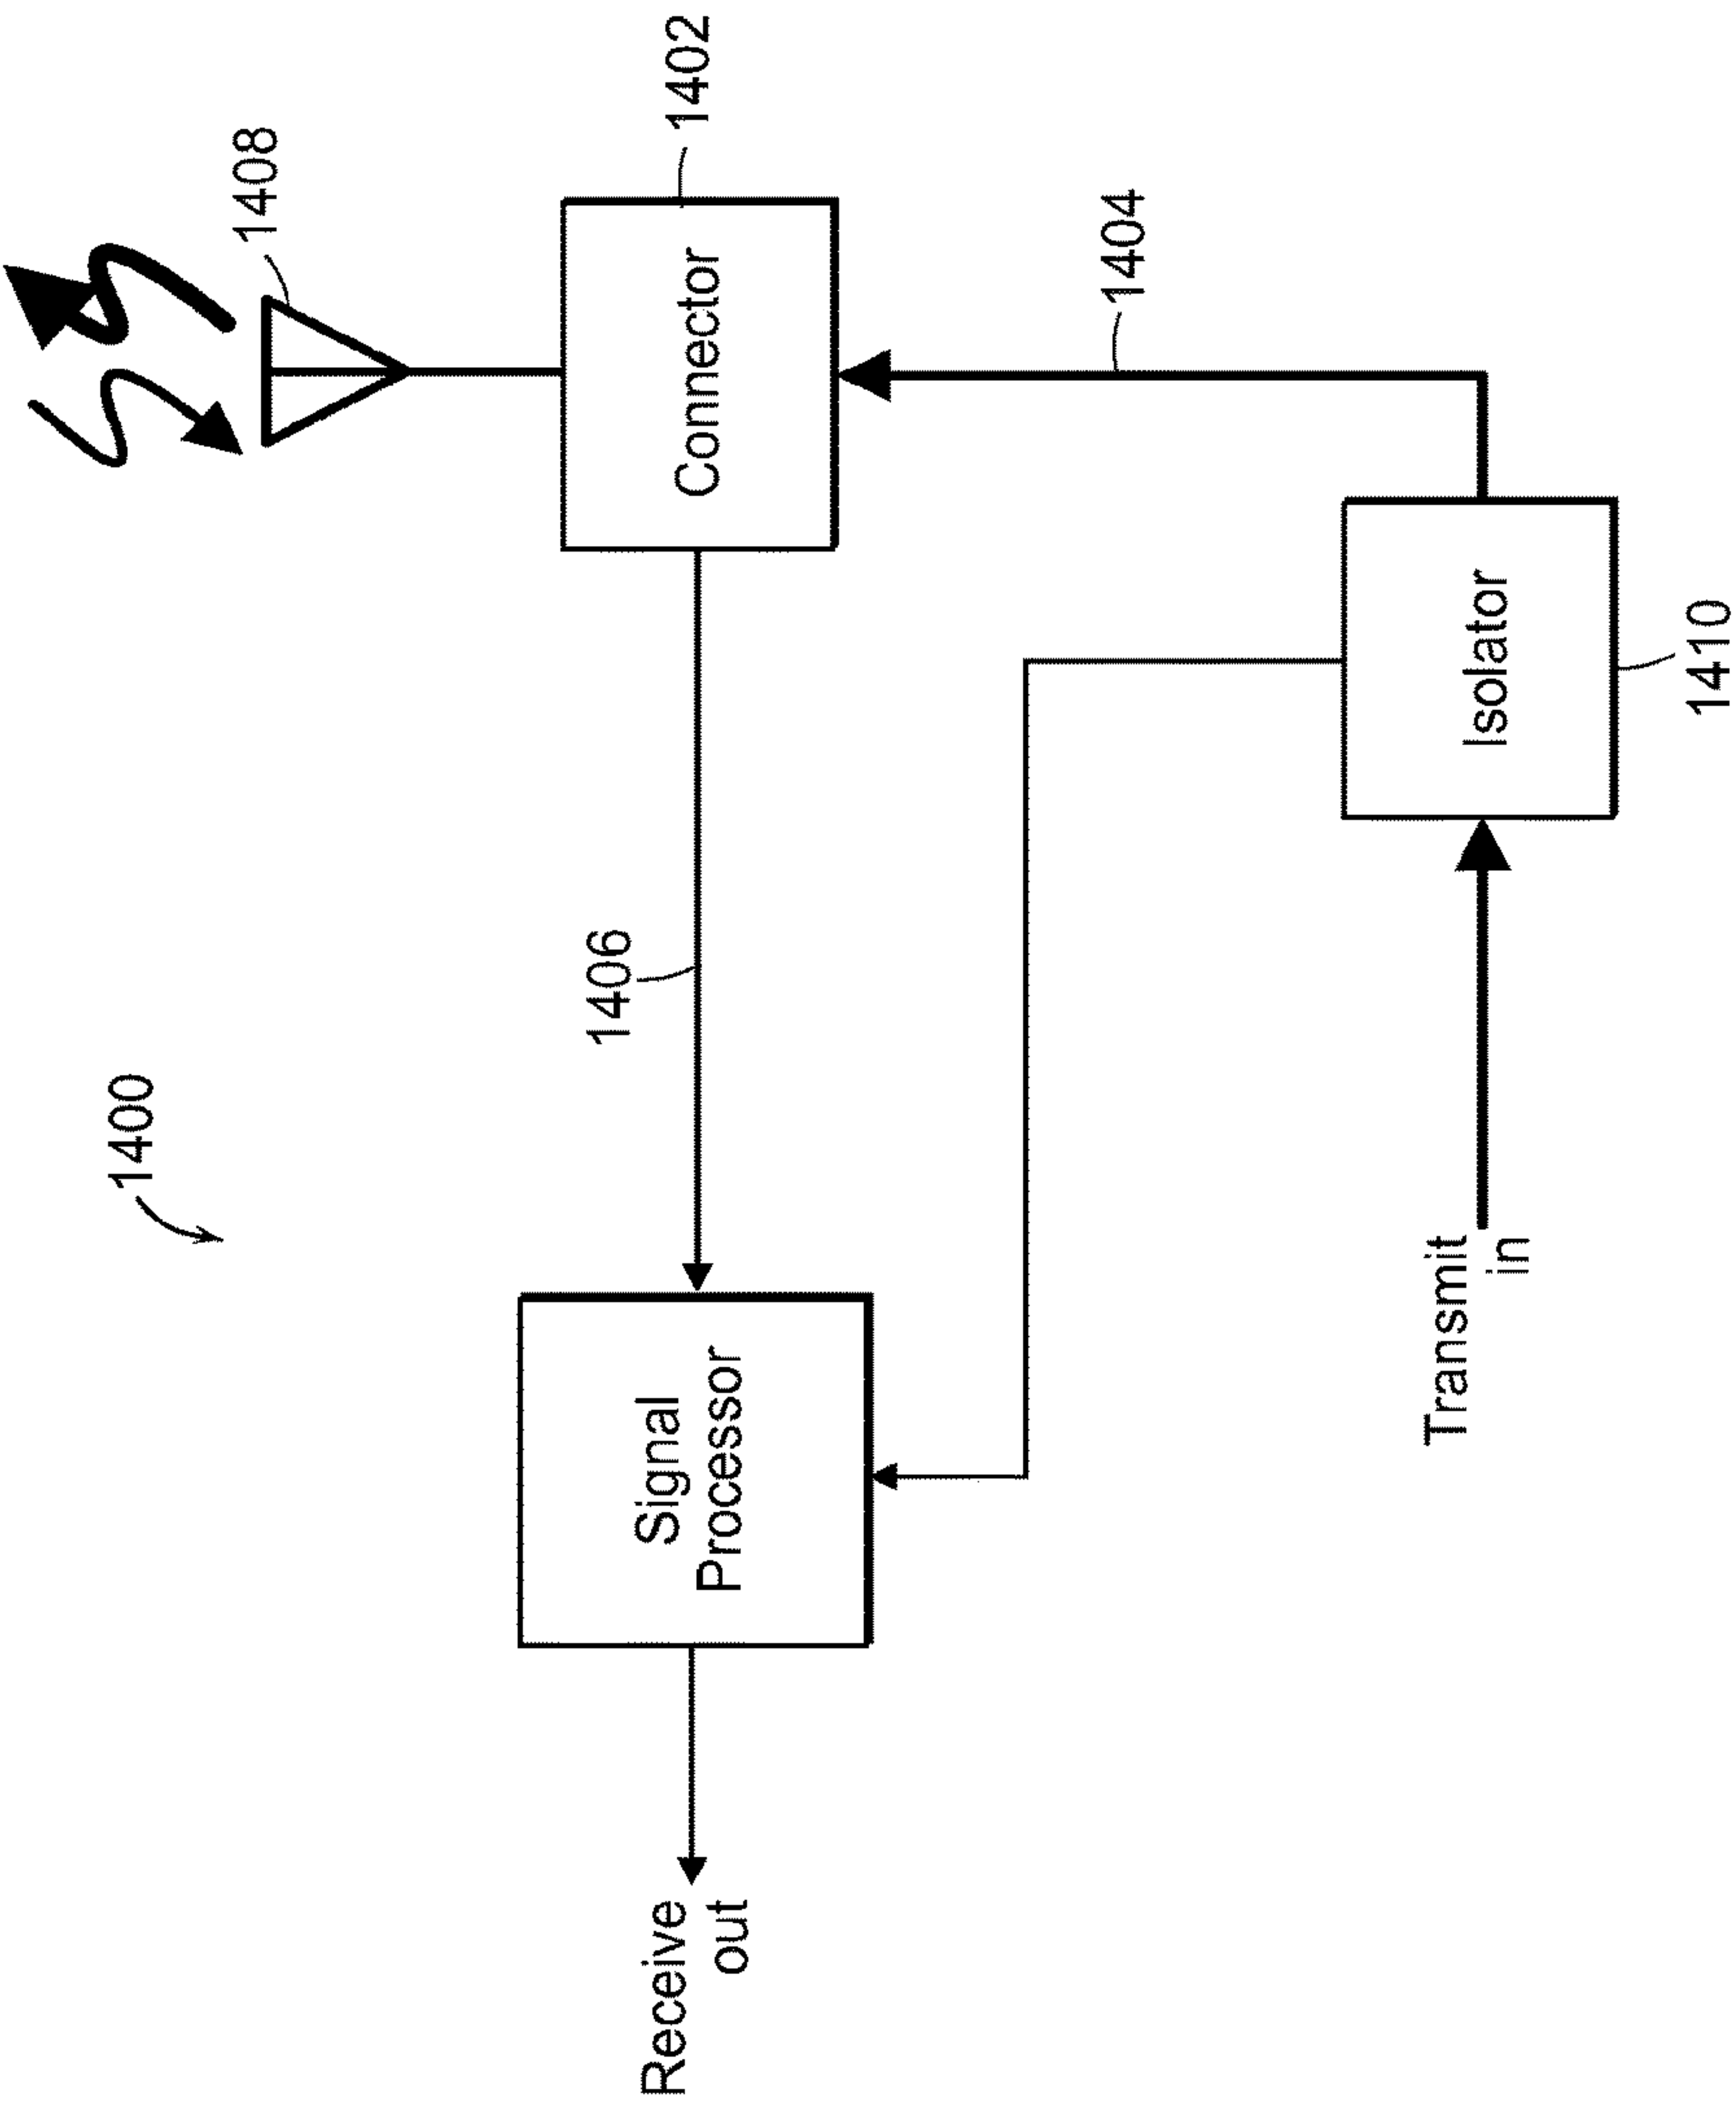 1400
1408
1402
Connector
1406
1404
Signal
Processor
Receive
out
Isolator
1410
Transmit
in